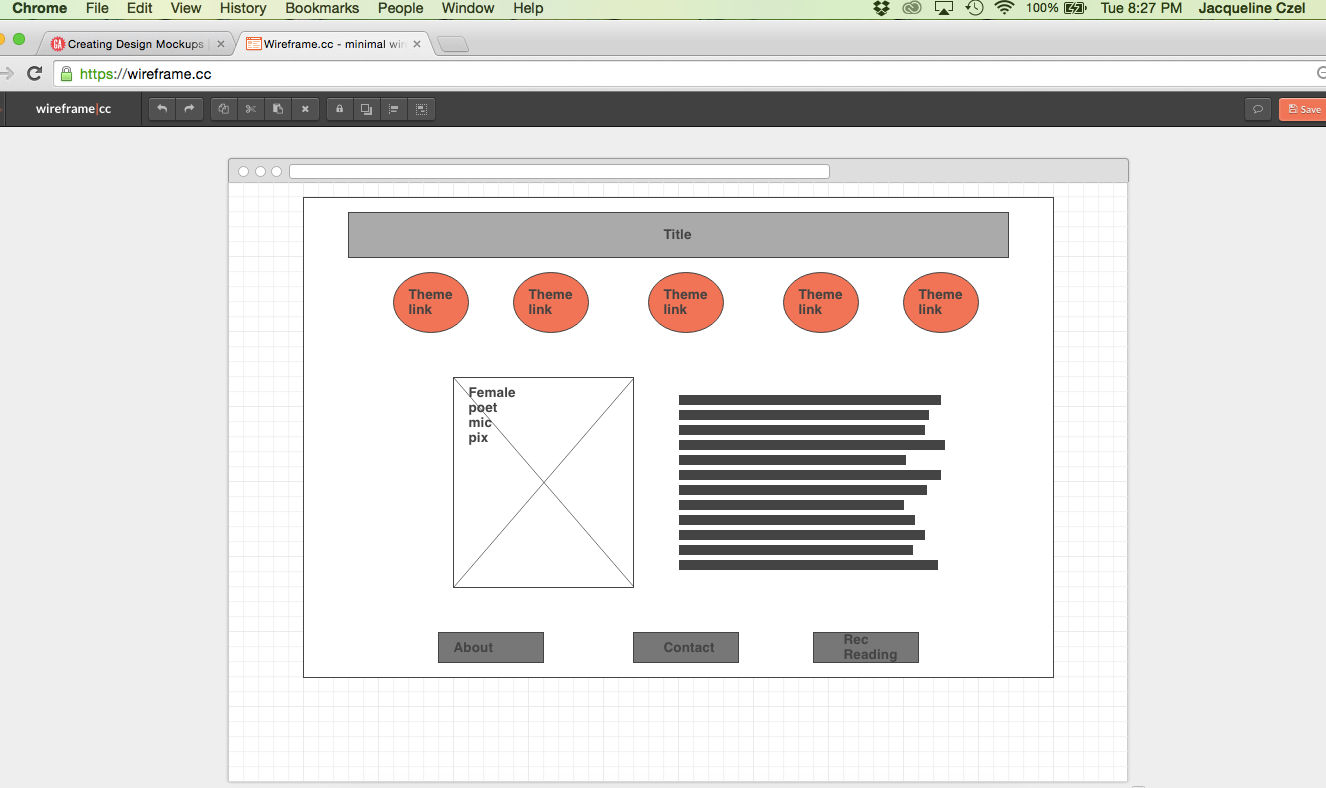 Chrome File Edit View History Bookmarks People Window Help 100% Tue 8:27 PM Jacqueline Czel
Creating Design Mockups Wireframe.cc - minimal wir
https://wireframe.cc
wireframe|cc Save
Title
Theme link
Theme link
Theme link
Theme link
Theme link
Female
poet
mic
pix
About
Contact
Rec
Reading